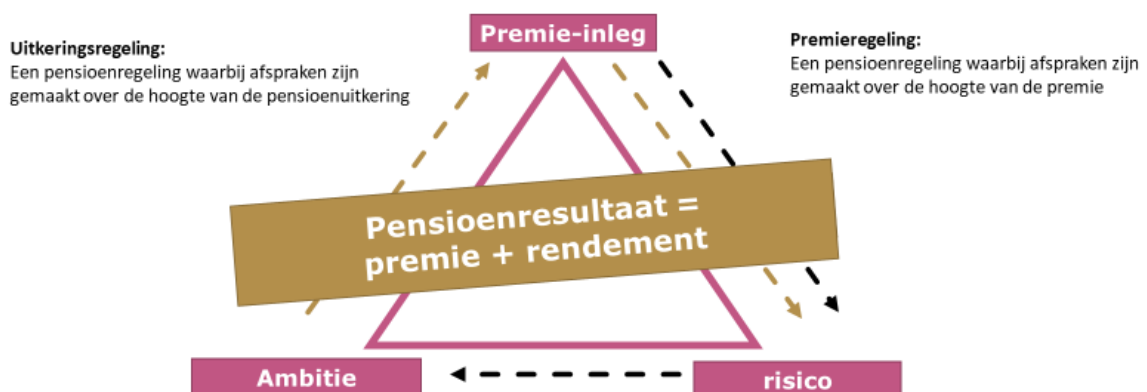 Premie-inleg
Uitkeringsregeling:
Een pensioenregeling waarbij afspraken zijn
gemaakt over de hoogte van de pensioenuitkering
Premieregeling:
Een pensioenregeling waarbij afspraken zijn
gemaakt over de hoogte van de premie
Pensioenresultaat =
premie + rendement
Ambitie
risico